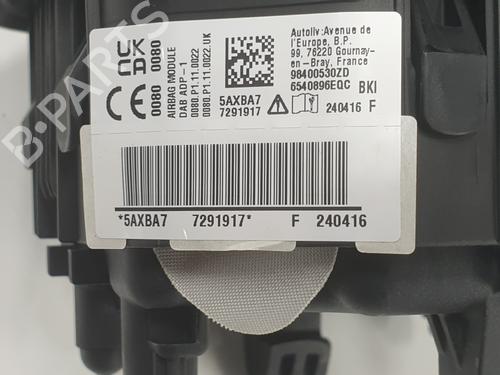 UK
CA
0080
CE
0080
AIRBAG MODULE
DAB ADP-1
0080.P1.11.0022
0080.P1.11.0022.UK
Autoliv:Avenue de
l'Europe, B.P.
99, 76220 Gournay-
en-Bray, France
98400530ZD
6540896EQC BKI
5AXBA7
7291917
240416 F
*5AXBA7 7291917* F 240416
B-PARTS